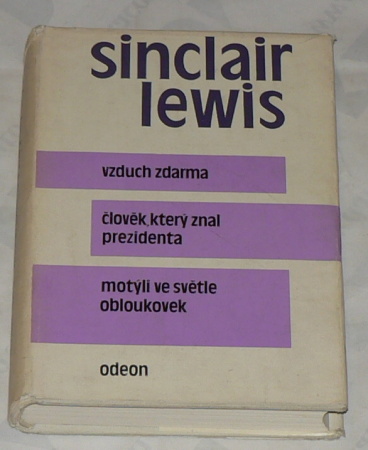 sinclair
lewis
vzduch zdarma
člověk, který znal
prezidenta
motýli ve světle
obloukovek
odeon